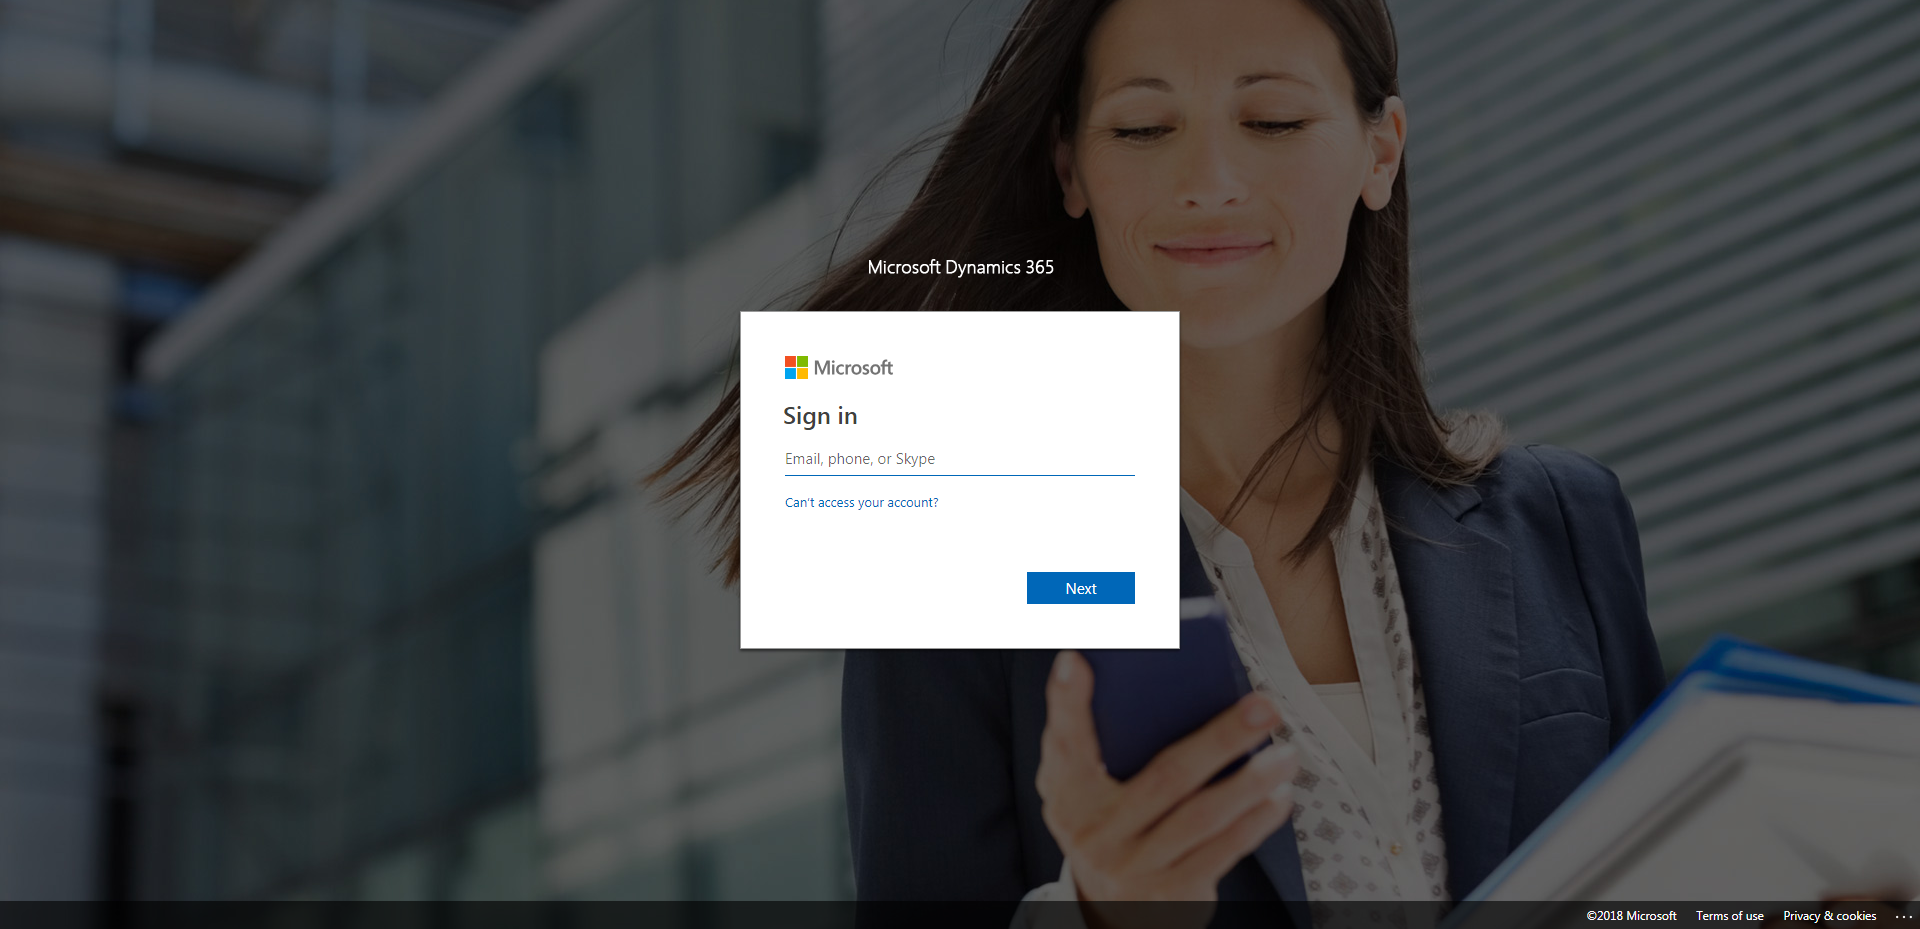 Microsoft Dynamics 365
Microsoft
Sign in
Email, phone, or Skype
Can't access your account?
Next
©2018 Microsoft Terms of use Privacy & cookies ...